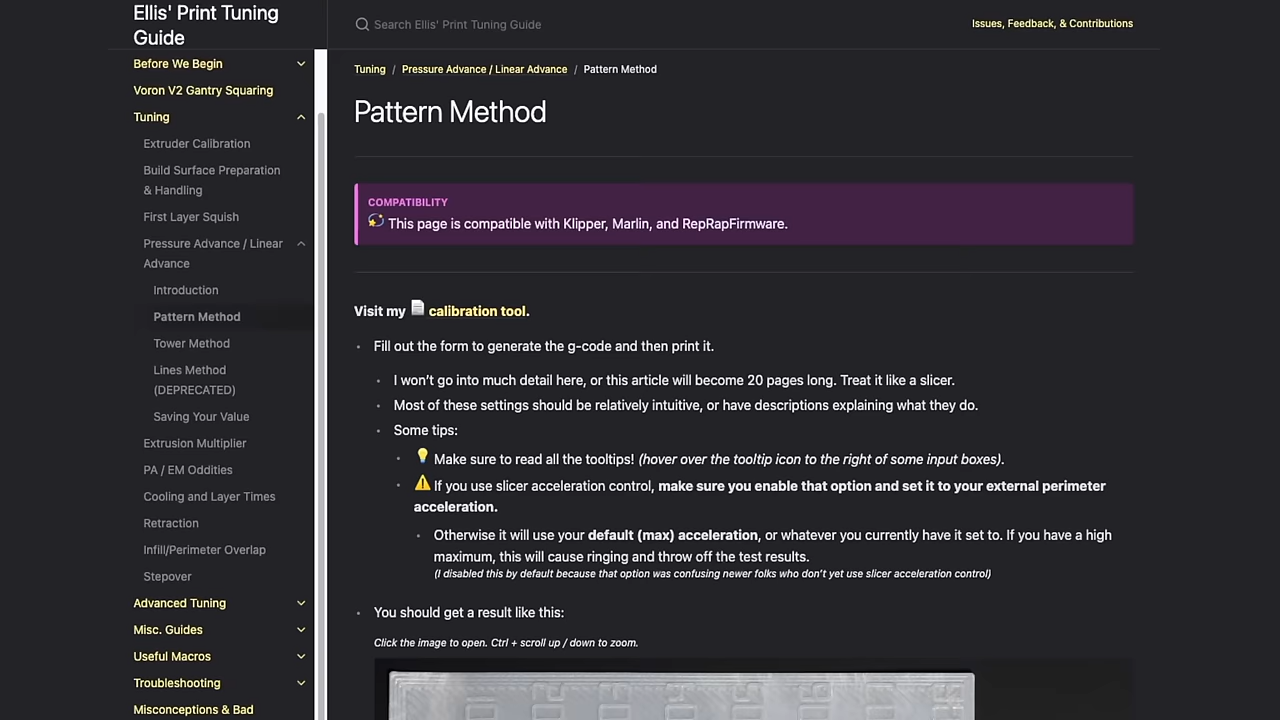 Ellis' Print Tuning
Guide
Before We Begin
Voron V2 Gantry Squaring
Tuning
Extruder Calibration
Build Surface Preparation
& Handling
First Layer Squish
Pressure Advance / Linear
Advance
Introduction
Pattern Method
Tower Method
Lines Method
(DEPRECATED)
Saving Your Value
Extrusion Multiplier
PA / EM Oddities
Cooling and Layer Times
Retraction
Infill/Perimeter Overlap
Stepover
Advanced Tuning
Misc. Guides
Useful Macros
Troubleshooting
Misconceptions & Bad
Search Ellis' Print Tuning Guide
Issues, Feedback, & Contributions
Tuning / Pressure Advance / Linear Advance / Pattern Method
Pattern Method
COMPATIBILITY
This page is compatible with Klipper, Marlin, and RepRapFirmware.
Visit my calibration tool.
Fill out the form to generate the g-code and then print it.
I won't go into much detail here, or this article will become 20 pages long. Treat it like a slicer.
Most of these settings should be relatively intuitive, or have descriptions explaining what they do.
Some tips:
Make sure to read all the tooltips! (hover over the tooltip icon to the right of some input boxes).
If you use slicer acceleration control, make sure you enable that option and set it to your external perimeter
acceleration.
Otherwise it will use your default (max) acceleration, or whatever you currently have it set to. If you have a high
maximum, this will cause ringing and throw off the test results.
(I disabled this by default because that option was confusing newer folks who don't yet use slicer acceleration control)
You should get a result like this:
Click the image to open. Ctrl + scroll up / down to zoom.